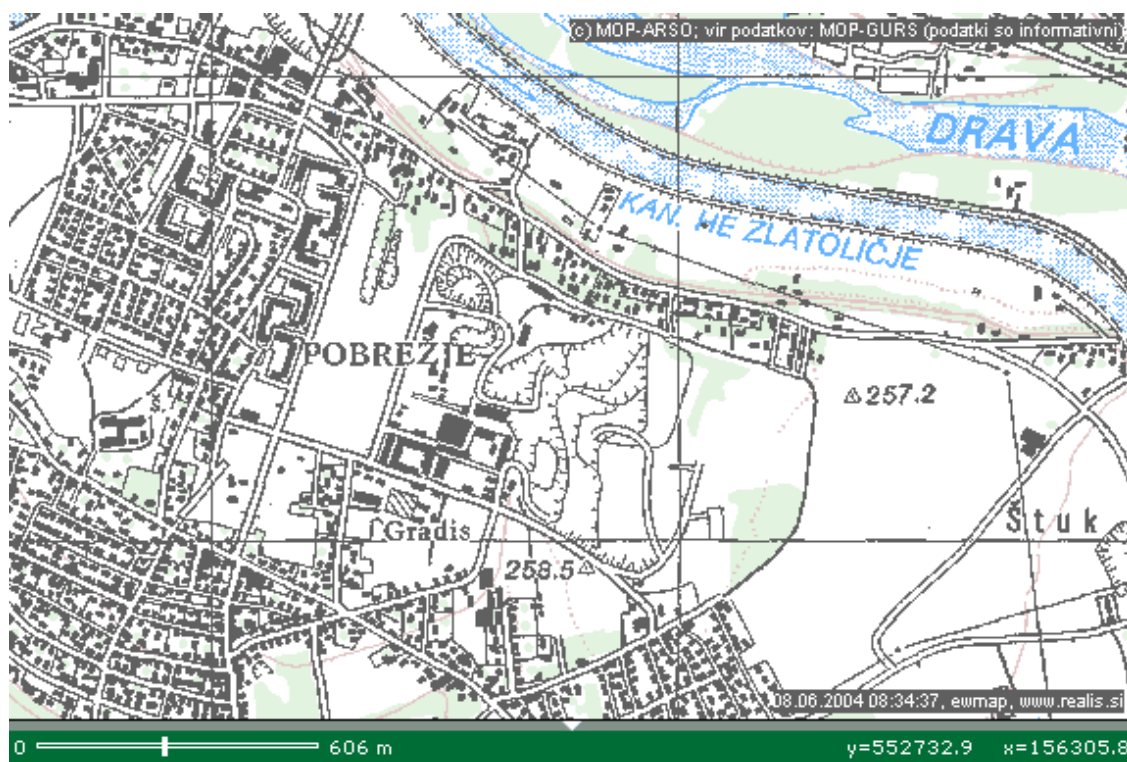 (c) MOP-ARSO; vir podatkov: MOP-GURS (podatki so informativni)
DRAVA
KAN. HE ZLATOLIČJE
POBREŽJE
257.2
Štuk
Gradis
258.5
08.06.2004 08:34:37, ewmap, www.realis.si
0 606 m y=552732.9 x=156305.8